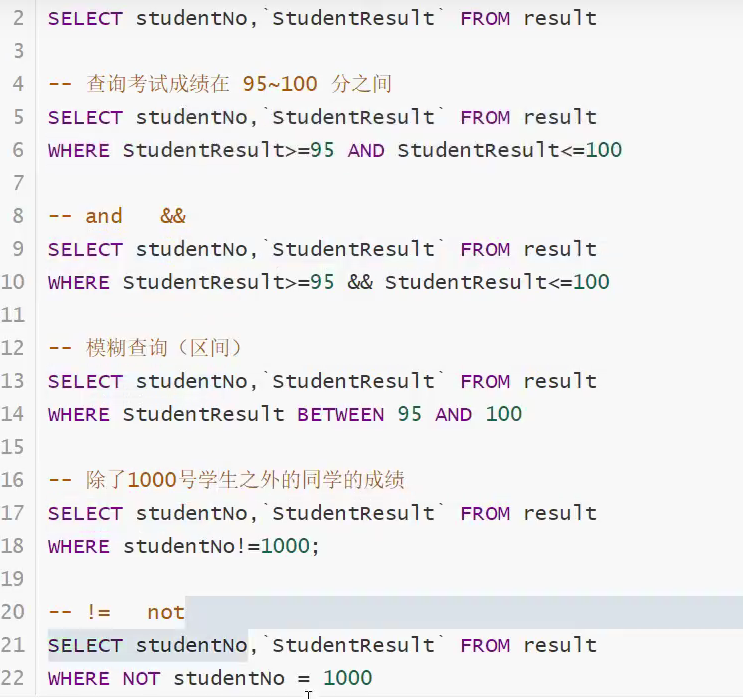 2 SELECT studentNo,`StudentResult` FROM result
3
4 -- 查询考试成绩在 95~100 分之间
5 SELECT studentNo,`StudentResult` FROM result
6 WHERE StudentResult>=95 AND StudentResult<=100
7
8 -- and   &&
9 SELECT studentNo,`StudentResult` FROM result
10 WHERE StudentResult>=95 && StudentResult<=100
11
12 -- 模糊查询（区间）
13 SELECT studentNo,`StudentResult` FROM result
14 WHERE StudentResult BETWEEN 95 AND 100
15
16 -- 除了1000号学生之外的同学的成绩
17 SELECT studentNo,`StudentResult` FROM result
18 WHERE studentNo!=1000;
19
20 -- !=   not
21 SELECT studentNo,`StudentResult` FROM result
22 WHERE NOT studentNo = 1000